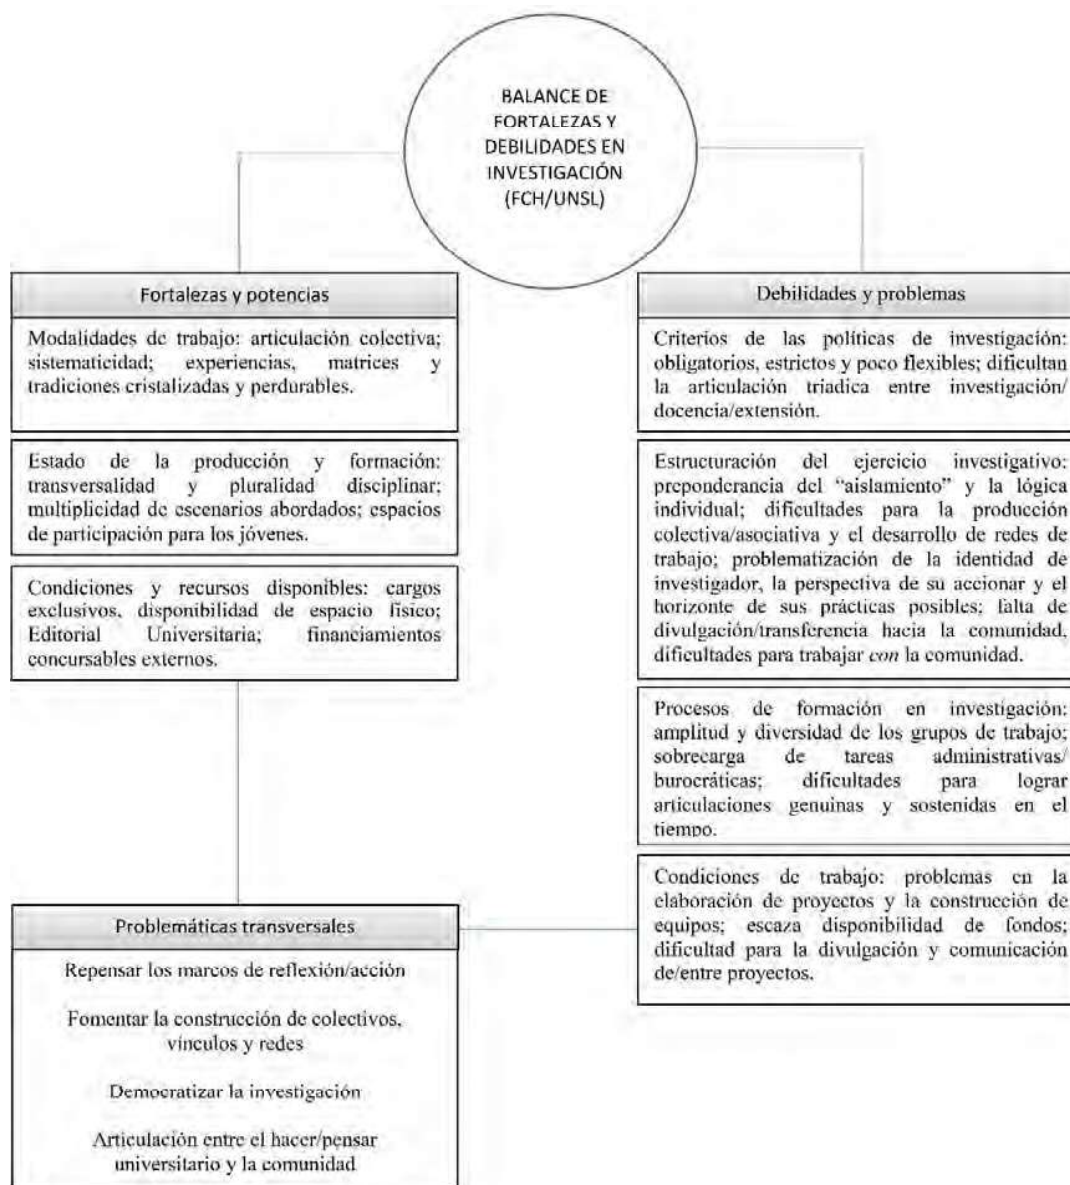 BALANCE DE
FORTALEZAS Y
DEBILIDADES EN
INVESTIGACIÓN
(FCH/UNSL)
Fortalezas y potencias
Modalidades de trabajo: articulación colectiva;
sistematicidad; experiencias, matrices y
tradiciones cristalizadas y perdurables.
Estado de la producción y formación:
transversalidad y pluralidad disciplinar;
multiplicidad de escenarios abordados; espacios
de participación para los jóvenes.
Condiciones y recursos disponibles: cargos
exclusivos, disponibilidad de espacio físico;
Editorial Universitaria; financiamientos
concursables externos.
Problemáticas transversales
Repensar los marcos de reflexión/acción
Fomentar la construcción de colectivos,
vínculos y redes
Democratizar la investigación
Articulación entre el hacer/pensar
universitario y la comunidad
Debilidades y problemas
Criterios de las políticas de investigación:
obligatorios, estrictos y poco flexibles; dificultan
la articulación triadica entre investigación/
docencia/extensión.
Estructuración del ejercicio investigativo:
preponderancia del "aislamiento" y la lógica
individual; dificultades para la producción
colectiva/asociativa y el desarrollo de redes de
trabajo; problematización de la identidad de
investigador, la perspectiva de su accionar y el
horizonte de sus prácticas posibles; falta de
divulgación/transferencia hacia la comunidad,
dificultades para trabajar con la comunidad.
Procesos de formación en investigación:
amplitud y diversidad de los grupos de trabajo;
sobrecarga de tareas administrativas/
burocráticas; dificultades para lograr
articulaciones genuinas y sostenidas en el
tiempo.
Condiciones de trabajo: problemas en la
elaboración de proyectos y la construcción de
equipos; escaza disponibilidad de fondos;
dificultad para la divulgación y comunicación
de/entre proyectos.